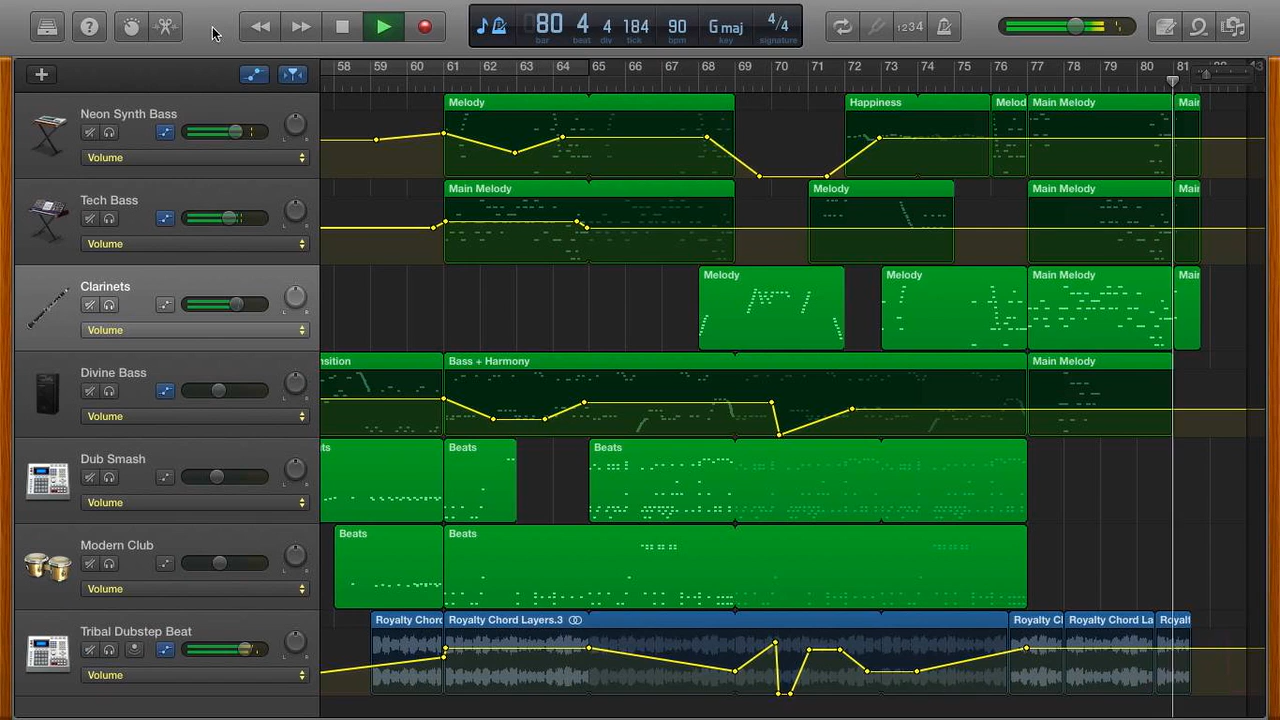 80 4 4 184 90 G maj 4/4
bar beat div tick bpm key signature
1234
58 59 60 61 62 63 64 65 66 67 68 69 70 71 72 73 74 75 76 77 78 79 80 81
Neon Synth Bass
Volume
Melody Happiness Melod Main Melody Main
Tech Bass
Volume
Main Melody Melody Main Melody Main
Clarinets
Volume
Melody Melody Main Melody Main
Divine Bass
Volume
sition Bass + Harmony Main Melody
Dub Smash
Volume
ts Beats Beats
Modern Club
Volume
Beats Beats
Tribal Dubstep Beat
Volume
Royalty Chord Royalty Chord Layers.3 Royalty Cl Royalty Chord La Royalt
L R
L R
L R
L R
L R
L R
L R